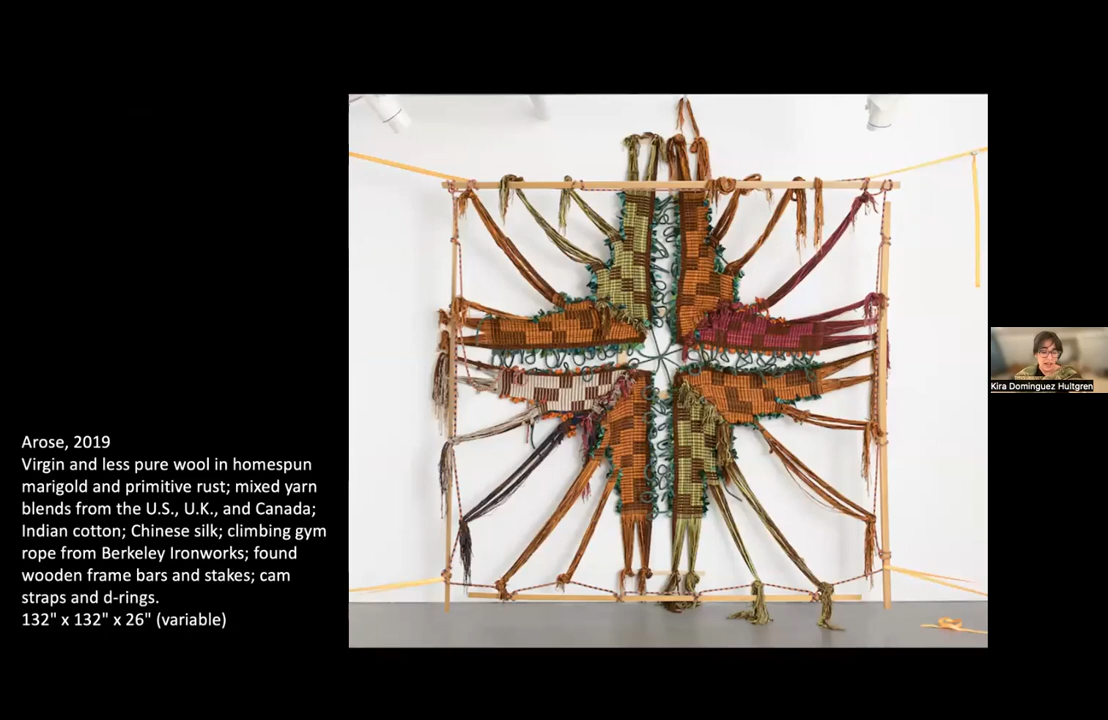 Arose, 2019
Virgin and less pure wool in homespun
marigold and primitive rust; mixed yarn
blends from the U.S., U.K., and Canada;
Indian cotton; Chinese silk; climbing gym
rope from Berkeley Ironworks; found
wooden frame bars and stakes; cam
straps and d-rings.
132" x 132" x 26" (variable)
Kira Dominguez Hultgren